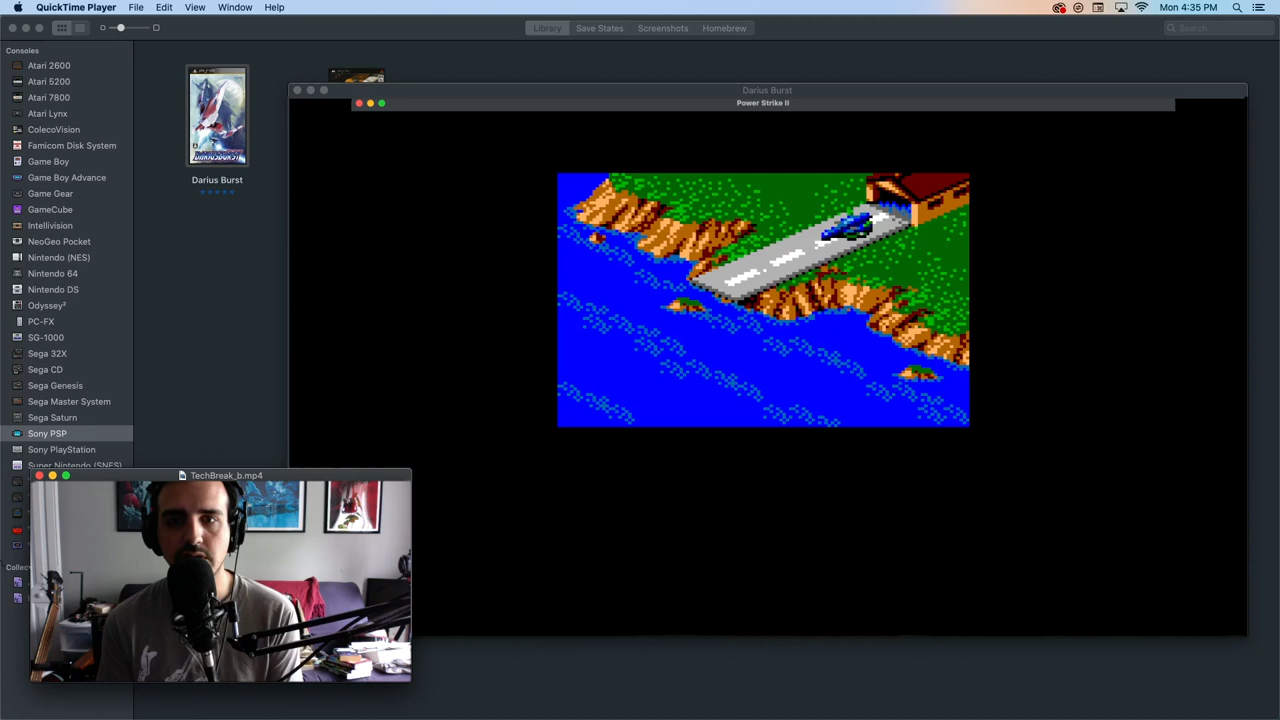 QuickTime Player File Edit View Window Help Mon 4:35 PM
Library Save States Screenshots Homebrew Search
Consoles
Atari 2600
Atari 5200
Atari 7800
Atari Lynx
ColecoVision
Famicom Disk System
Game Boy
Game Boy Advance
Game Gear
GameCube
Intellivision
NeoGeo Pocket
Nintendo (NES)
Nintendo 64
Nintendo DS
Odyssey²
PC-FX
SG-1000
Sega 32X
Sega CD
Sega Genesis
Sega Master System
Sega Saturn
Sony PSP
Sony PlayStation
Super Nintendo (SNES)
Collec
DARIUSBURST
Darius Burst
Darius Burst
Power Strike II
TechBreak_b.mp4